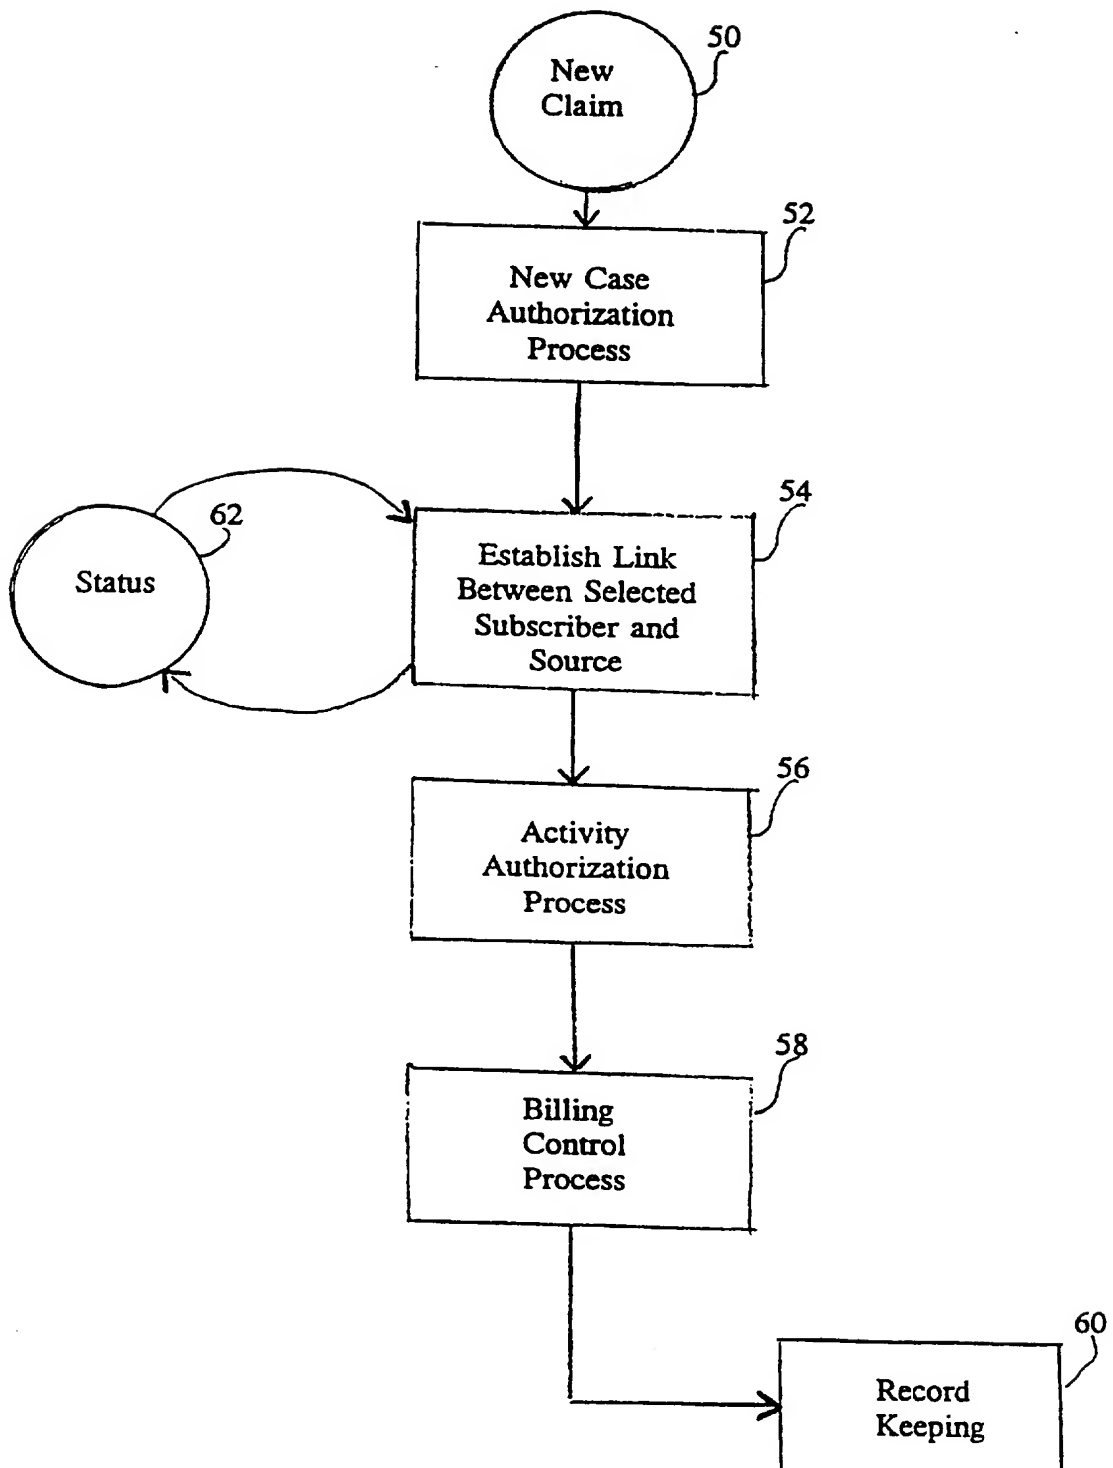 50
New
Claim
52
New Case
Authorization
Process
54
62
Establish Link
Between Selected
Subscriber and
Source
Status
56
Activity
Authorization
Process
58
Billing
Control
Process
60
Record
Keeping